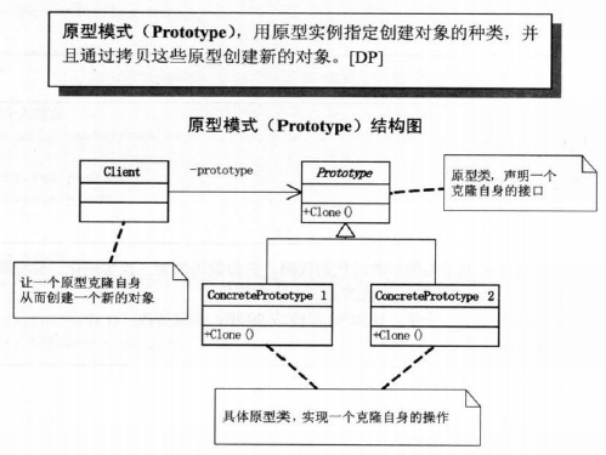 原型模式（Prototype），用原型实例指定创建对象的种类，并
且通过拷贝这些原型创建新的对象。[DP]
原型模式（Prototype）结构图
Client
-prototype
Prototype
+Clone()
原型类，声明一个
克隆自身的接口
让一个原型克隆自身
从而创建一个新的对象
ConcretePrototype 1
+Clone()
ConcretePrototype 2
+Clone()
具体原型类，实现一个克隆自身的操作